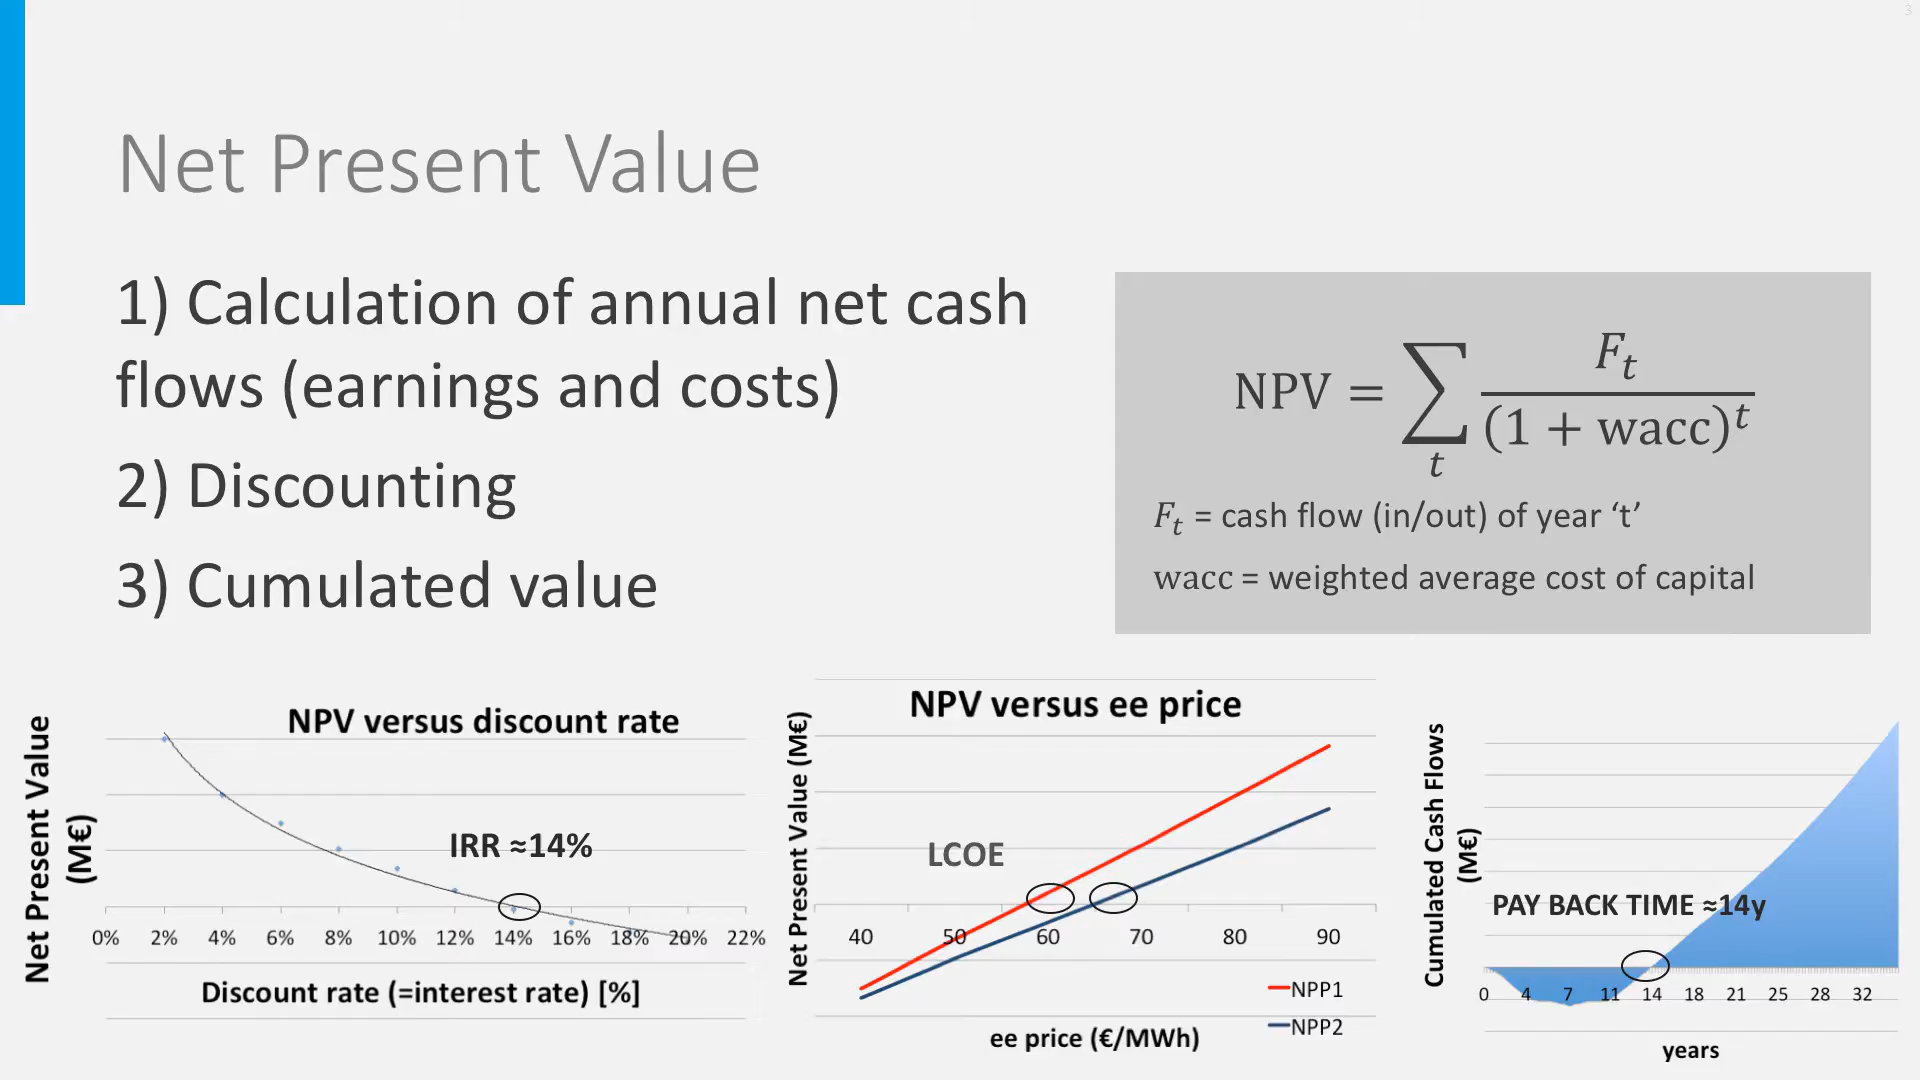 3
Net Present Value
1) Calculation of annual net cash
flows (earnings and costs)
2) Discounting
3) Cumulated value
NPV = ∑ₜ Fₜ / (1 + wacc)ᵗ
Fₜ = cash flow (in/out) of year ‘t’
wacc = weighted average cost of capital
NPV versus discount rate
Net Present Value
(M€)
IRR ≈14%
0% 2% 4% 6% 8% 10% 12% 14% 16% 18% 20% 22%
Discount rate (=interest rate) [%]
NPV versus ee price
Net Present Value (M€)
LCOE
40 50 60 70 80 90
NPP1
NPP2
ee price (€/MWh)
Cumulated Cash Flows
(M€)
PAY BACK TIME ≈14y
0 4 7 11 14 18 21 25 28 32
years